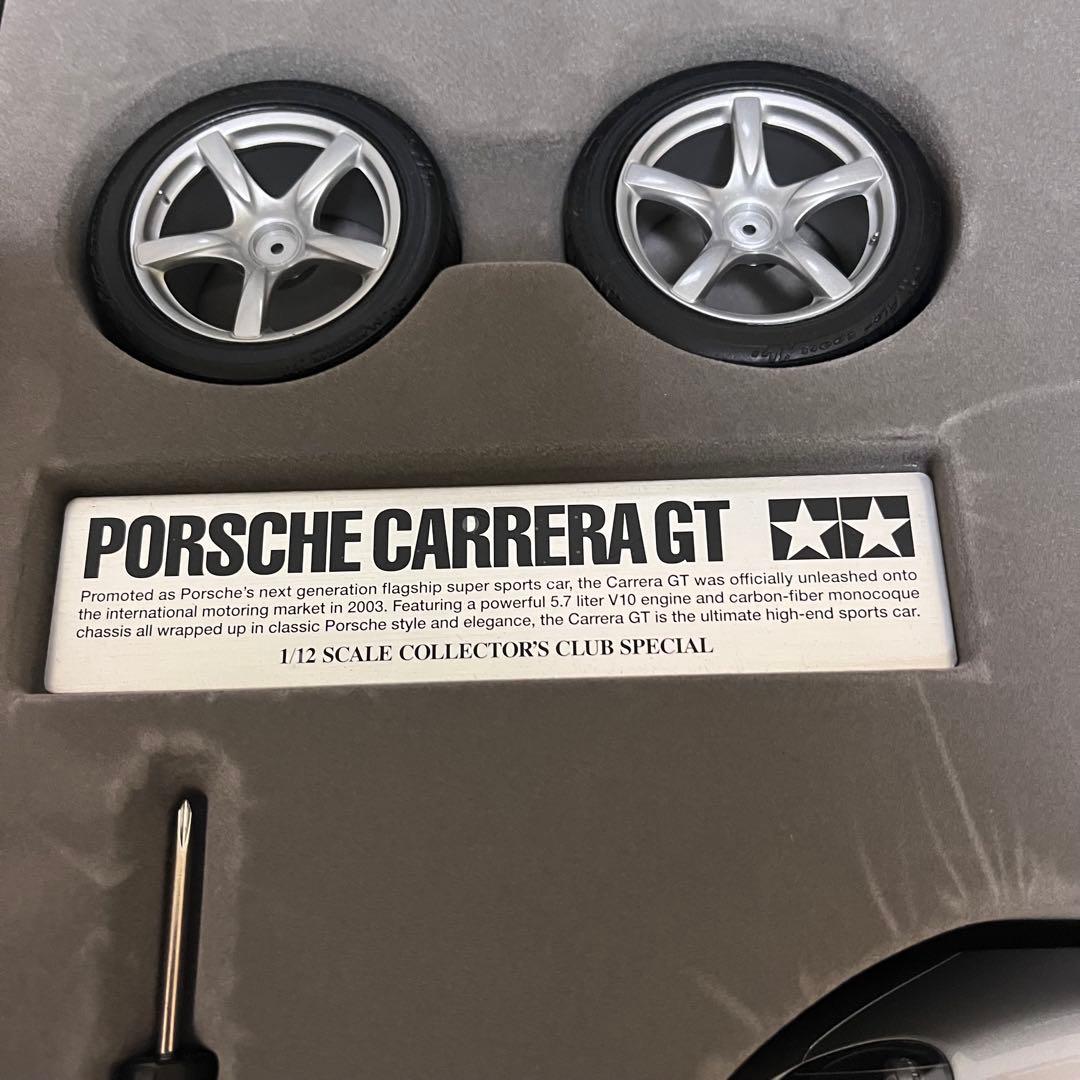 PORSCHE CARRERA GT
Promoted as Porsche's next generation flagship super sports car, the Carrera GT was officially unleashed onto
the international motoring market in 2003. Featuring a powerful 5.7 liter V10 engine and carbon-fiber monocoque
chassis all wrapped up in classic Porsche style and elegance, the Carrera GT is the ultimate high-end sports car.
1/12 SCALE COLLECTOR'S CLUB SPECIAL